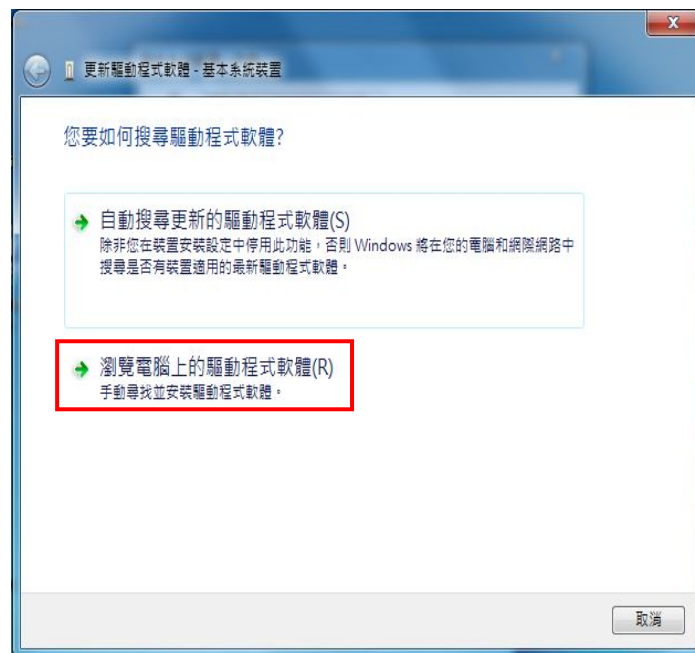 更新驅動程式軟體 - 基本系統裝置
您要如何搜尋驅動程式軟體?
自動搜尋更新的驅動程式軟體(S)
除非您在裝置安裝設定中停用此功能，否則 Windows 將在您的電腦和網際網路中
搜尋是否有裝置適用的最新驅動程式軟體。
瀏覽電腦上的驅動程式軟體(R)
手動尋找並安裝驅動程式軟體。
取消